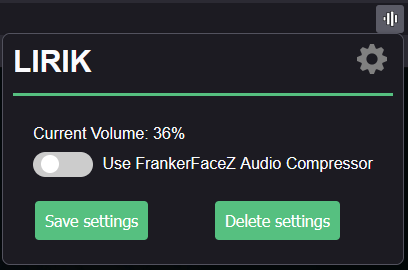 LIRIK
Current Volume: 36%
Use FrankerFaceZ Audio Compressor
Save settings
Delete settings